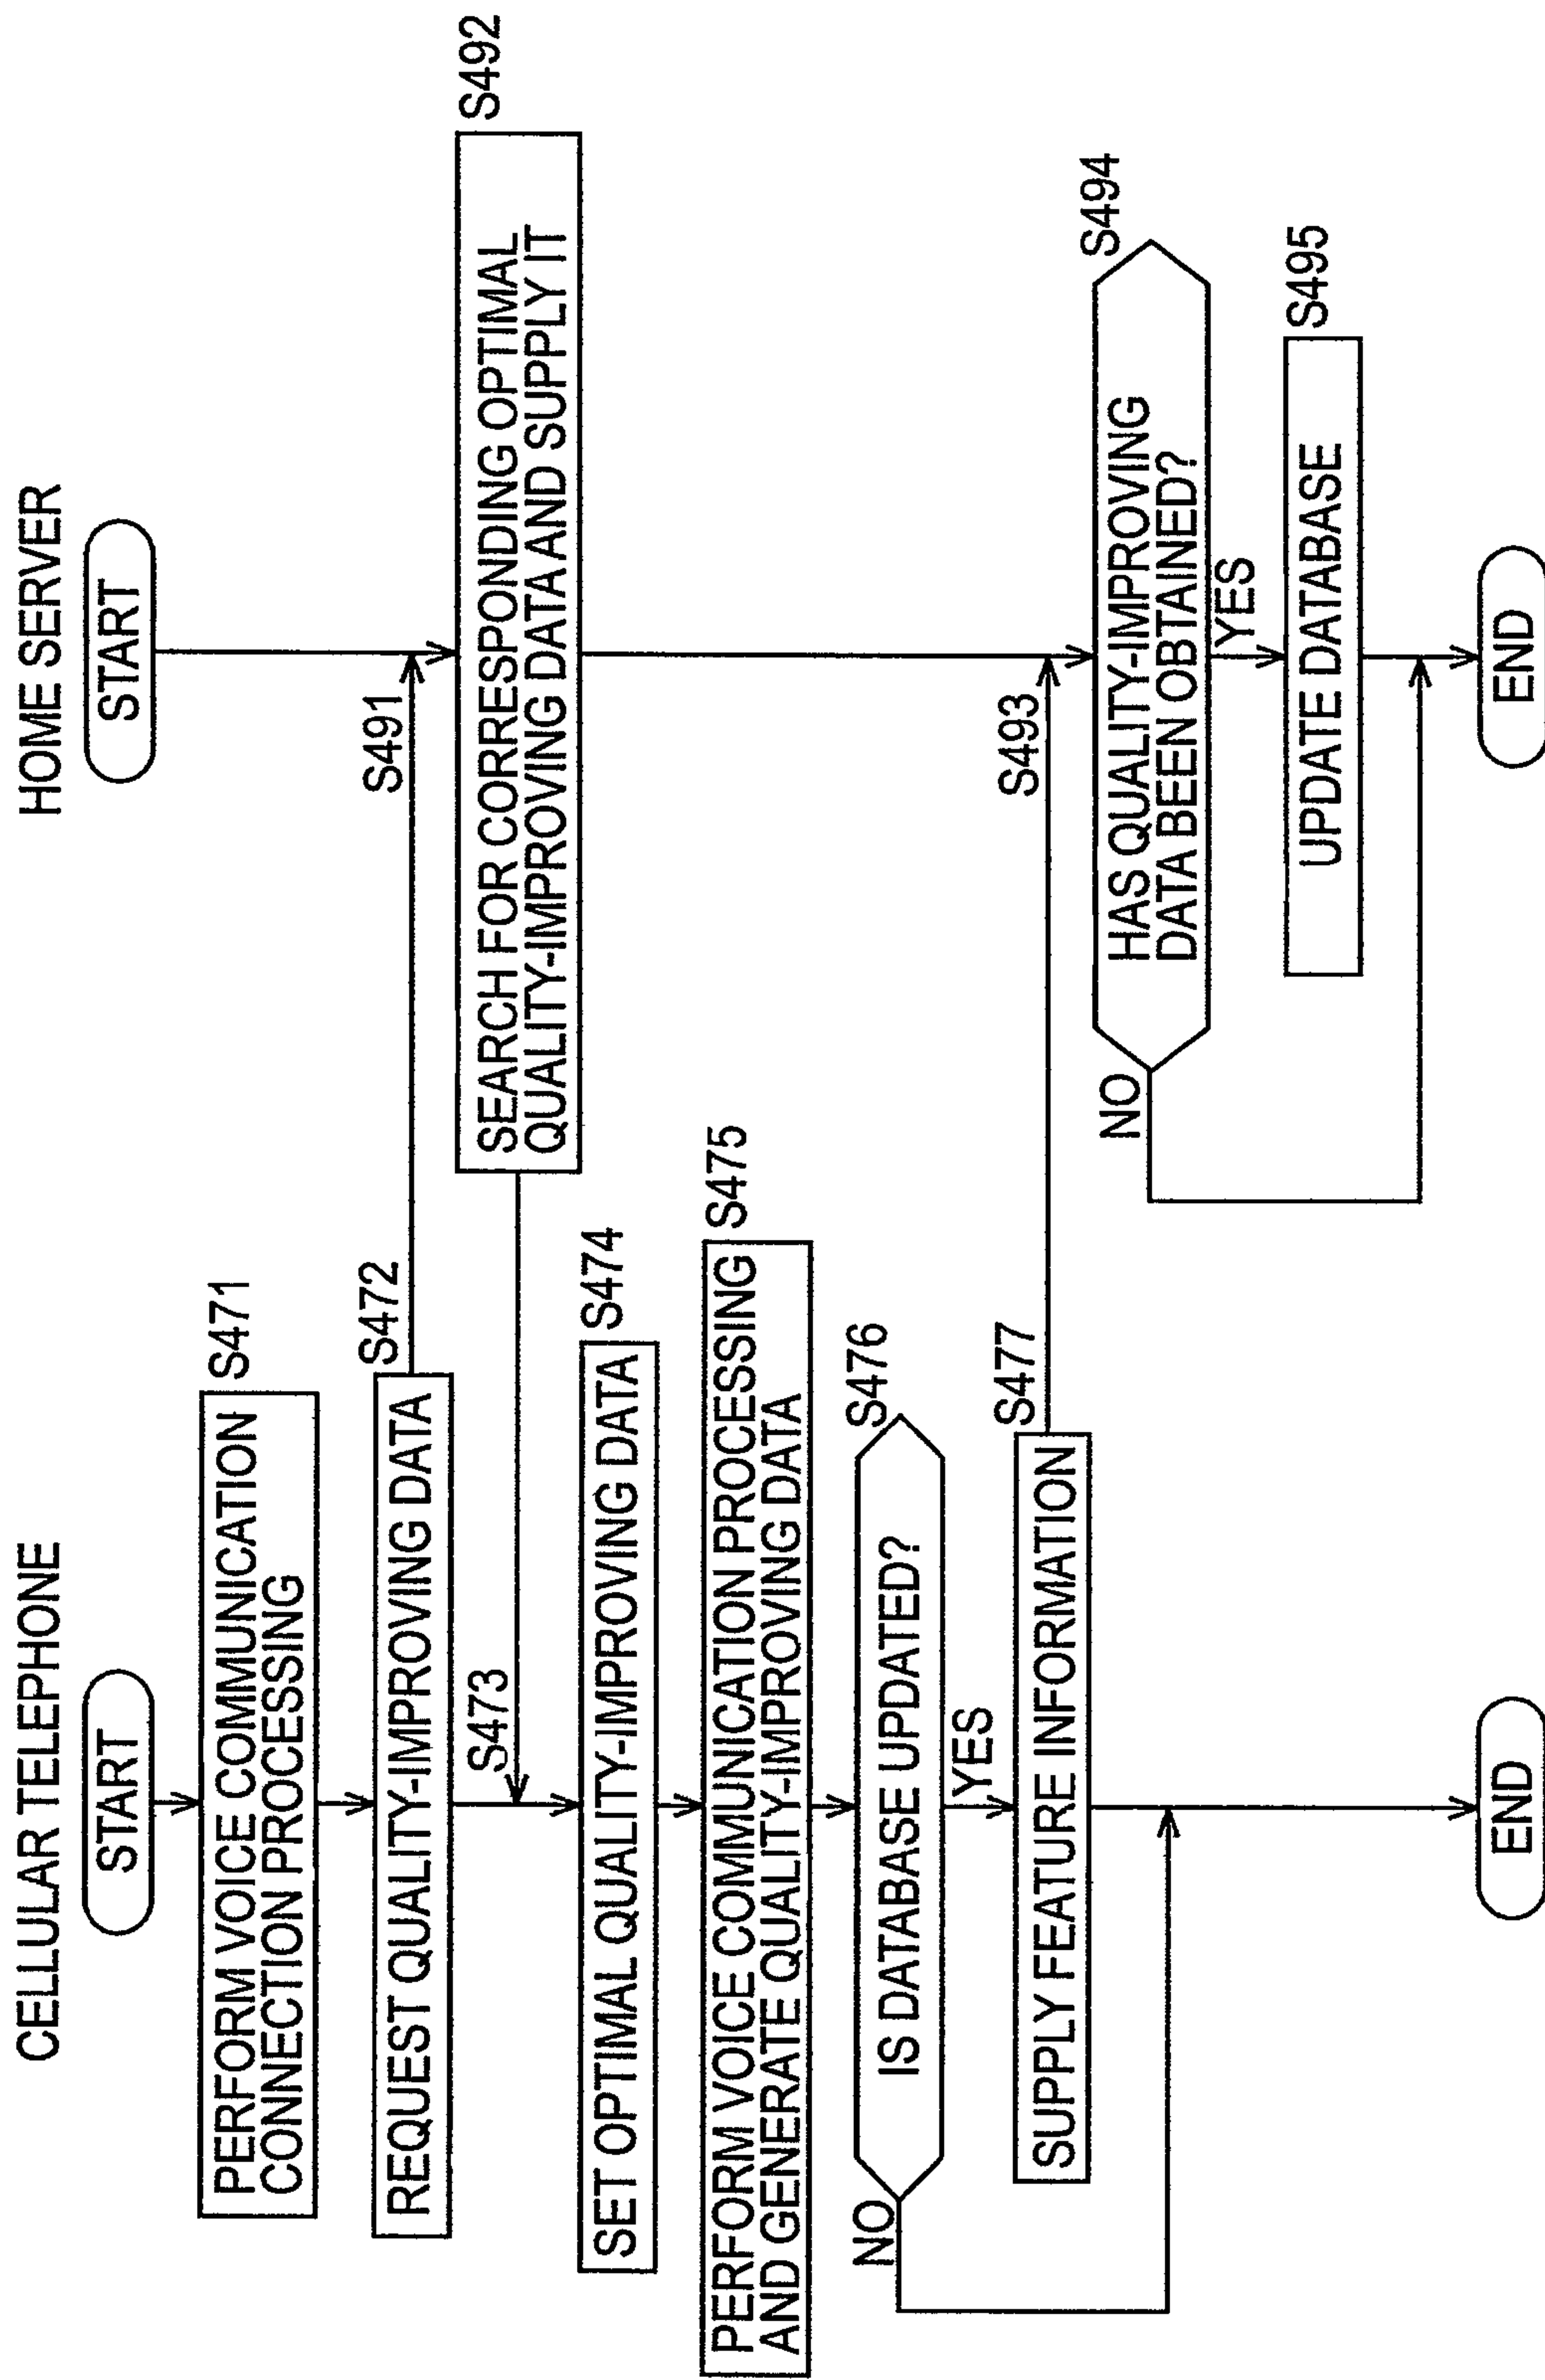 CELLULAR TELEPHONE
START
PERFORM VOICE COMMUNICATION
CONNECTION PROCESSING
S471
REQUEST QUALITY-IMPROVING DATA
S472
S473
SET OPTIMAL QUALITY-IMPROVING DATA
S474
PERFORM VOICE COMMUNICATION PROCESSING
AND GENERATE QUALITY-IMPROVING DATA
S475
IS DATABASE UPDATED?
S476
NO
YES
SUPPLY FEATURE INFORMATION
S477
END
HOME SERVER
START
S491
SEARCH FOR CORRESPONDING OPTIMAL
QUALITY-IMPROVING DATA AND SUPPLY IT
S492
S493
HAS QUALITY-IMPROVING
DATA BEEN OBTAINED?
S494
NO
YES
UPDATE DATABASE
S495
END